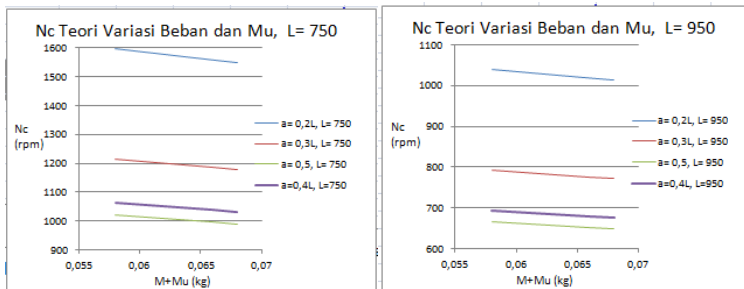 Nc Teori Variasi Beban dan Mu, L= 750
1600
1500
1400
1300
1200
1100
1000
900
Nc
(rpm)
0,055
0,06
0,065
0,07
M+Mu (kg)
a= 0,2L, L= 750
a= 0,3L, L= 750
a= 0,5, L= 750
a=0,4L, L=750
Nc Teori Variasi Beban dan Mu, L= 950
1100
1000
900
800
700
600
Nc
(rpm)
0,055
0,06
0,065
0,07
M+Mu (kg)
a= 0,2L, L= 950
a= 0,3L, L= 950
a= 0,5, L= 950
a=0,4L, L=950